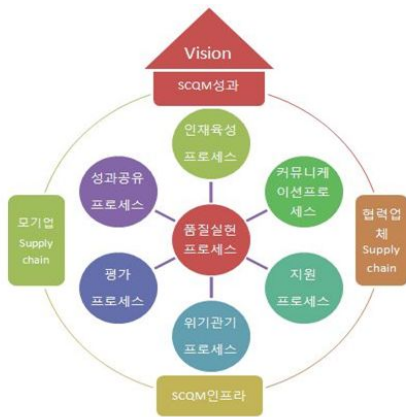 Vision
SCQM성과
인재육성
프로세스
성과공유
프로세스
커뮤니케
이션프로
세스
모기업
Supply
chain
품질실현
프로세스
협력업
체
Supply
chain
평가
프로세스
지원
프로세스
위기관기
프로세스
SCQM인프라